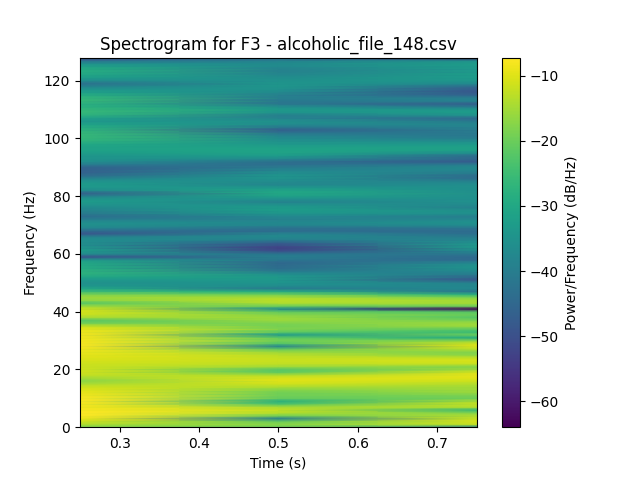 Spectrogram for F3 - alcoholic_file_148.csv
120
100
80
60
40
20
0
Frequency (Hz)
0.3 0.4 0.5 0.6 0.7
Time (s)
−10
−20
−30
−40
−50
−60
Power/Frequency (dB/Hz)